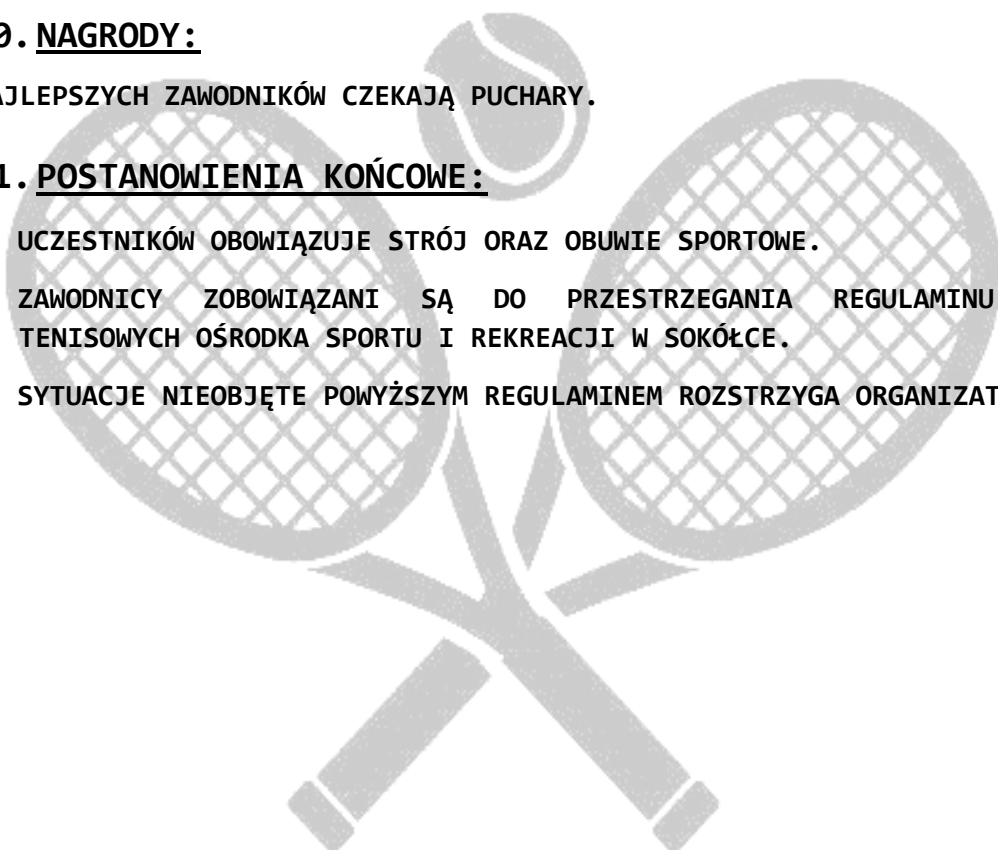 0. NAGRODY:
AJLEPSZYCH ZAWODNIKÓW CZEKAJĄ PUCHARY.
1. POSTANOWIENIA KOŃCOWE:
UCZESTNIKÓW OBOWIĄZUJE STRÓJ ORAZ OBUWIE SPORTOWE.
ZAWODNICY ZOBOWIĄZANI SĄ DO PRZESTRZEGANIA REGULAMINU
TENISOWYCH OŚRODKA SPORTU I REKREACJI W SOKÓŁCE.
SYTUACJE NIEOBJĘTE POWYŻSZYM REGULAMINEM ROZSTRZYGA ORGANIZAT